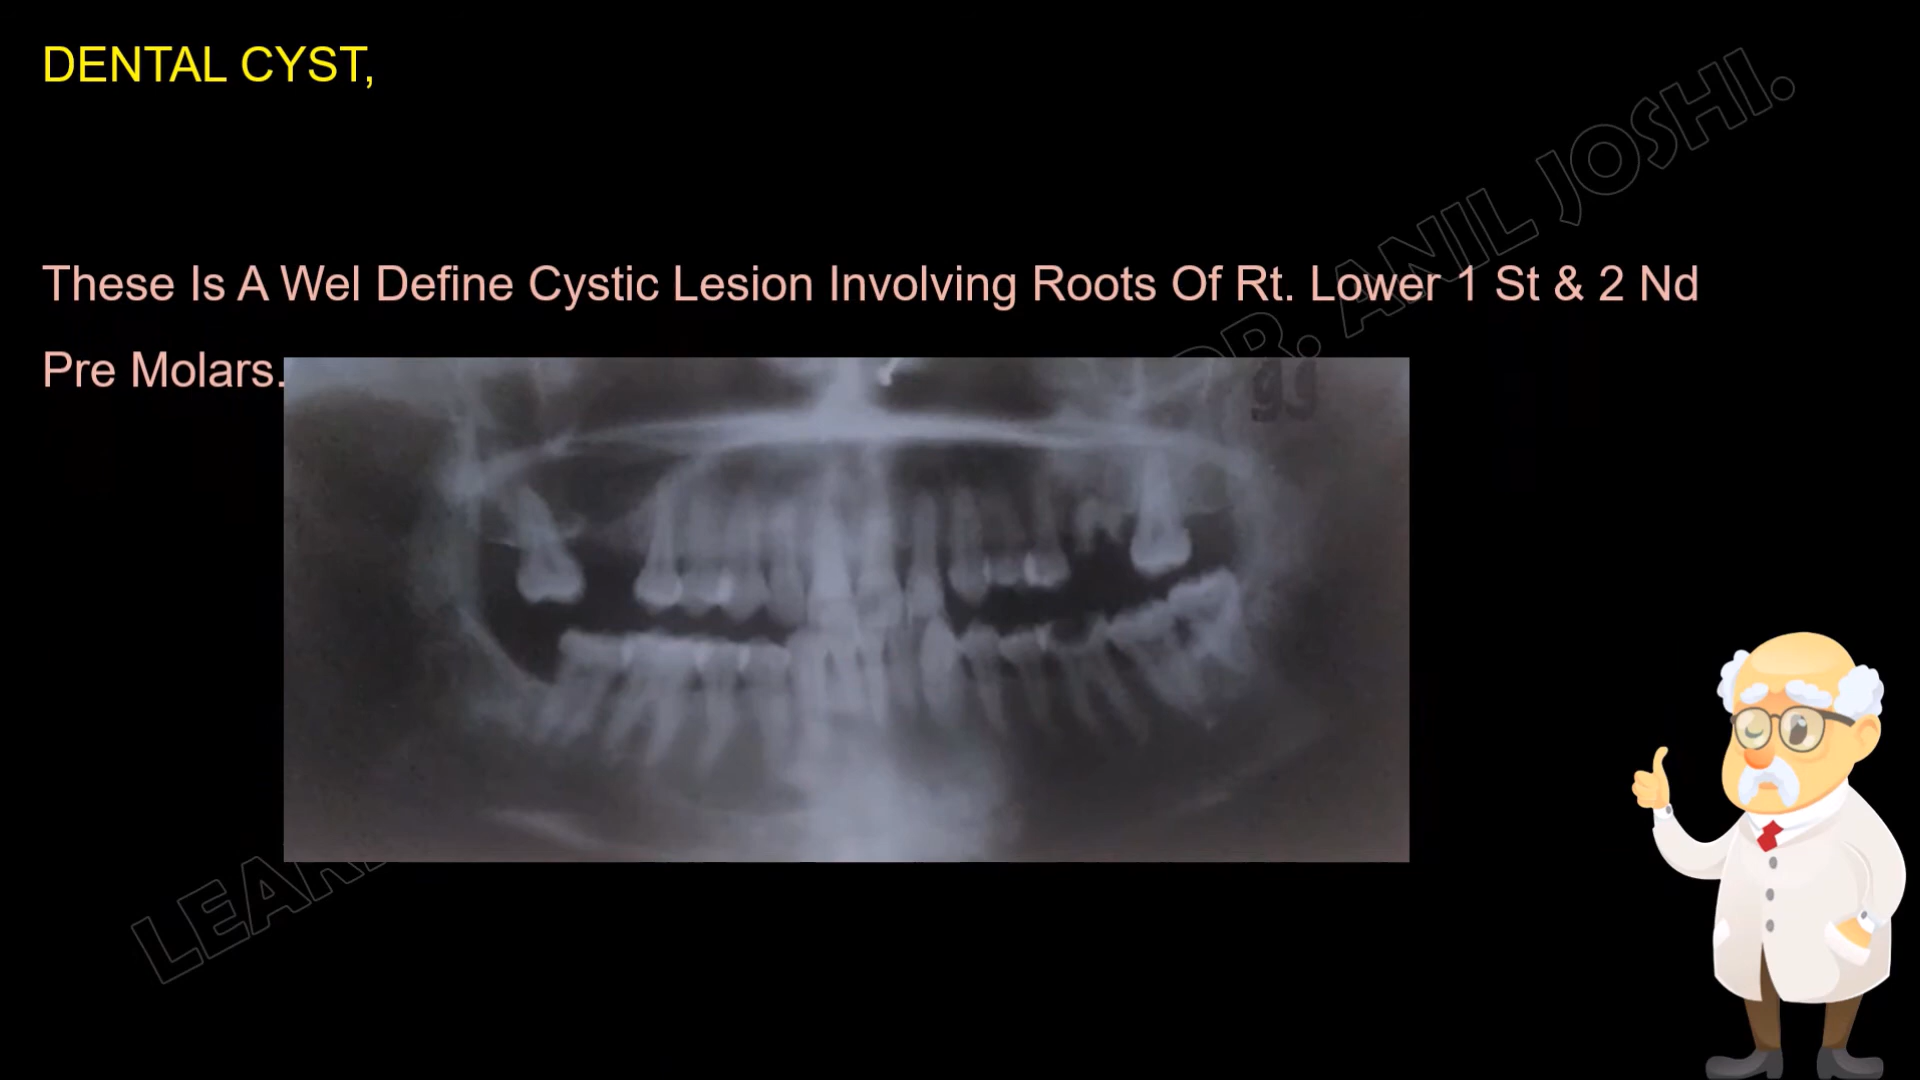 DENTAL CYST,
These Is A Wel Define Cystic Lesion Involving Roots Of Rt. Lower 1 St & 2 Nd
Pre Molars.
DR. ANIL JOSHI.